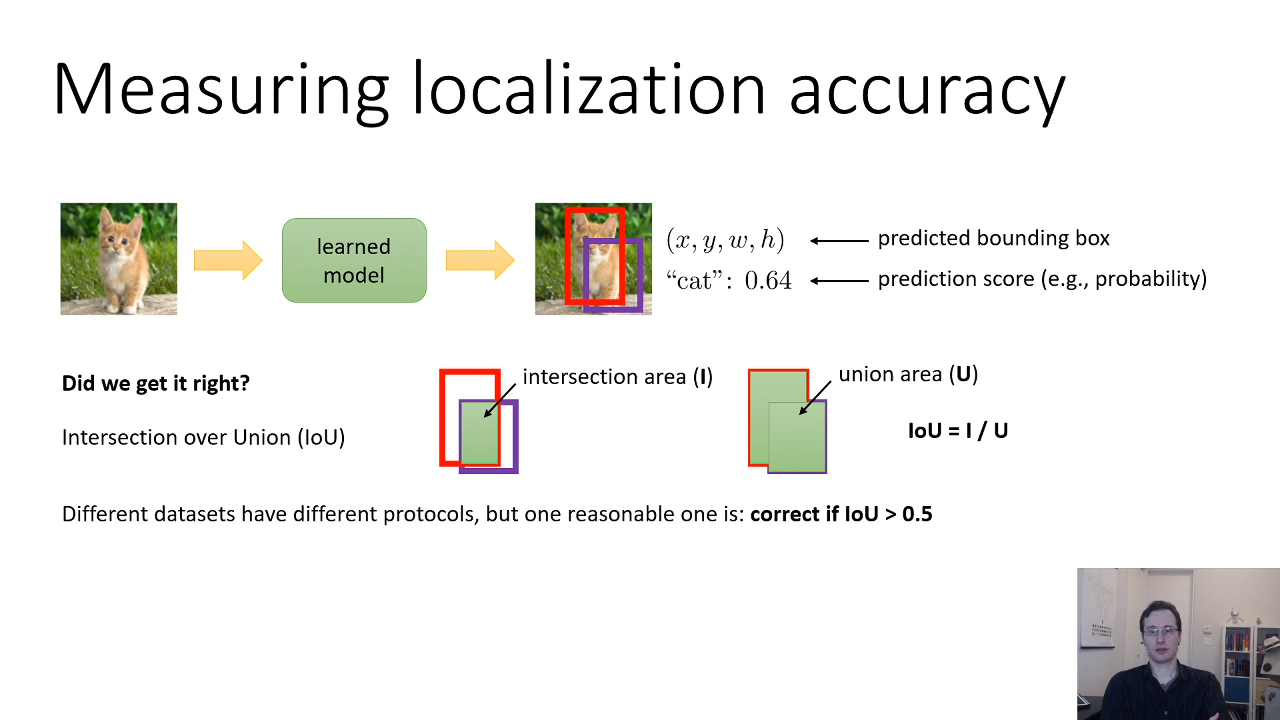 Measuring localization accuracy
learned
model
(x, y, w, h)
predicted bounding box
“cat”: 0.64
prediction score (e.g., probability)
Did we get it right?
intersection area (I)
union area (U)
Intersection over Union (IoU)
IoU = I / U
Different datasets have different protocols, but one reasonable one is: correct if IoU > 0.5